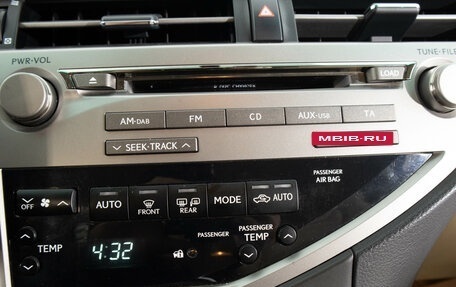 PWR·VOL
TUNE·FILE
LOAD
AM-DAB FM CD AUX-USB TA
SEEK·TRACK
MBIB-RU
PASSENGER
AIR BAG
OFF AUTO FRONT REAR MODE AUTO
TEMP PASSENGER PASSENGER
TEMP
4:32